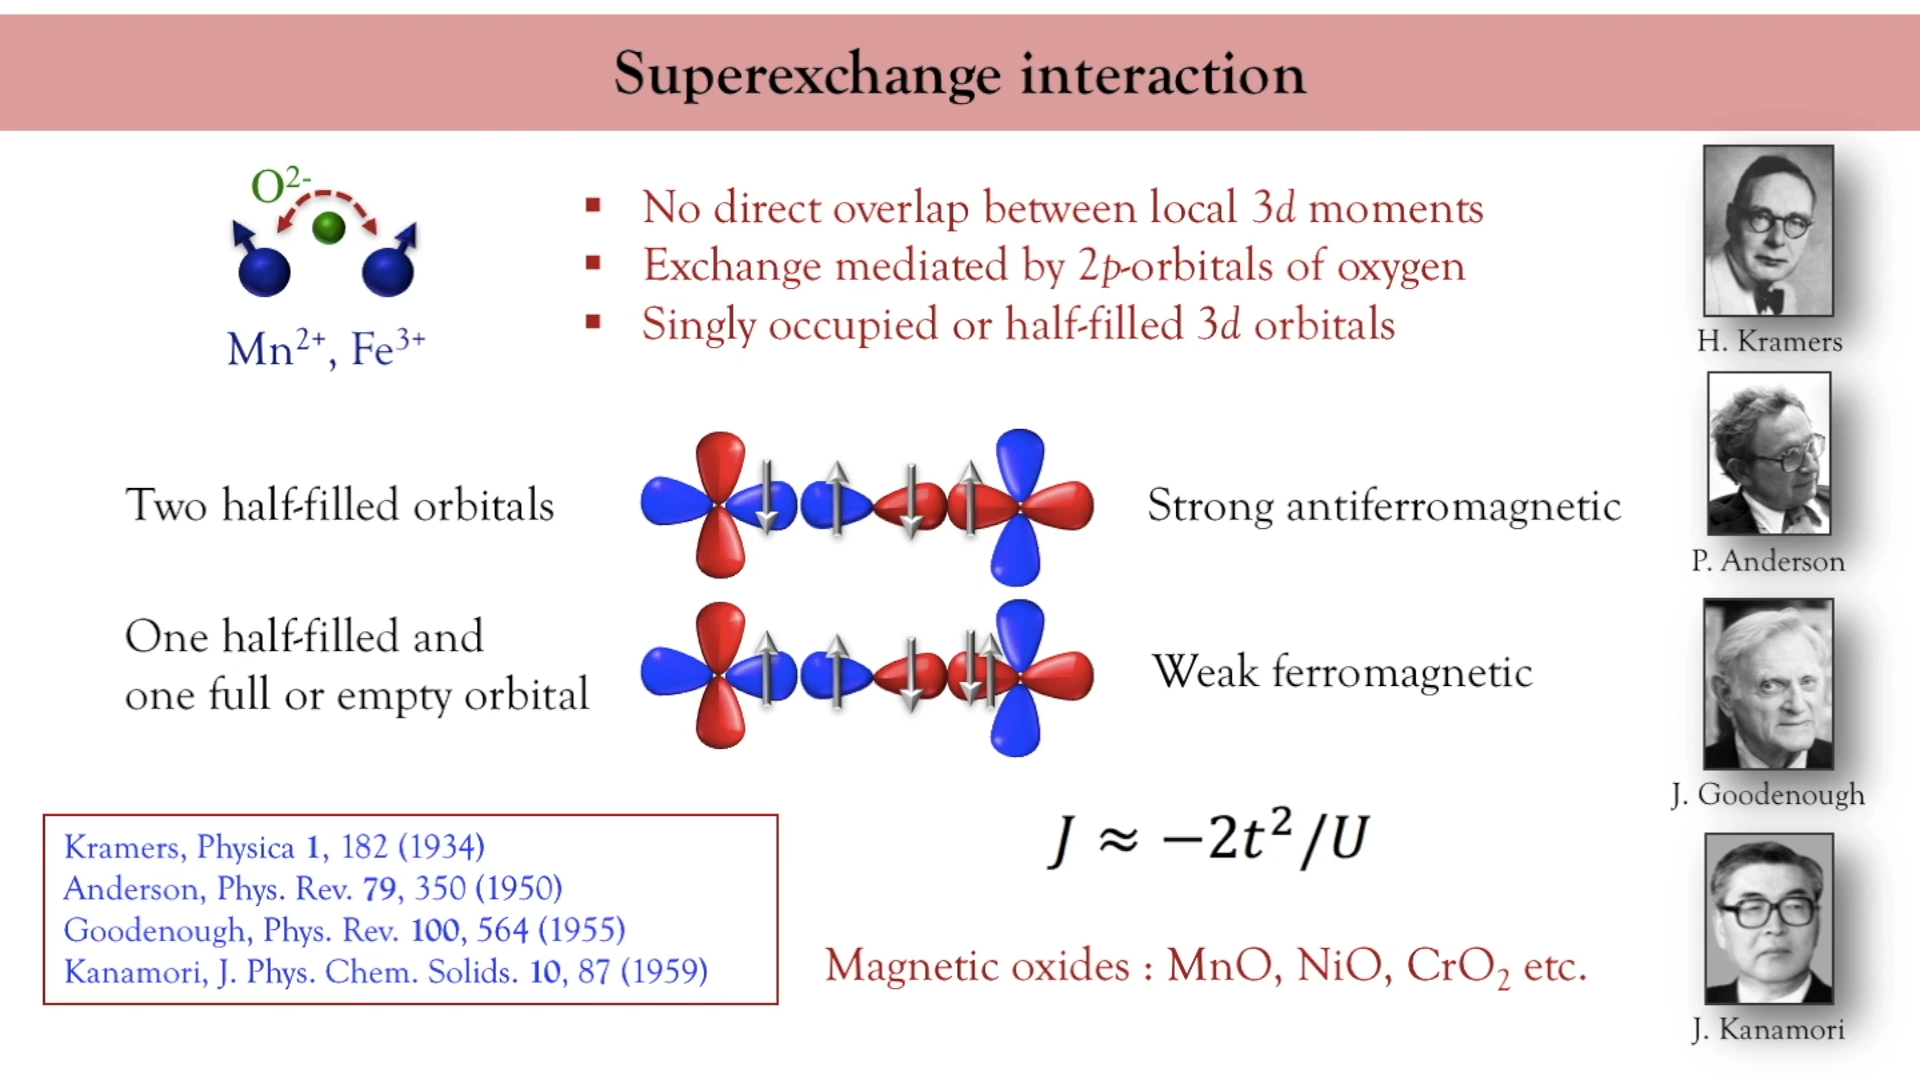 Superexchange interaction
O²⁻
Mn²⁺, Fe³⁺
▪ No direct overlap between local 3d moments
▪ Exchange mediated by 2p-orbitals of oxygen
▪ Singly occupied or half-filled 3d orbitals
Two half-filled orbitals
Strong antiferromagnetic
One half-filled and
one full or empty orbital
Weak ferromagnetic
J ≈ −2t²/U
Kramers, Physica 1, 182 (1934)
Anderson, Phys. Rev. 79, 350 (1950)
Goodenough, Phys. Rev. 100, 564 (1955)
Kanamori, J. Phys. Chem. Solids. 10, 87 (1959)
Magnetic oxides : MnO, NiO, CrO₂ etc.
H. Kramers
P. Anderson
J. Goodenough
J. Kanamori